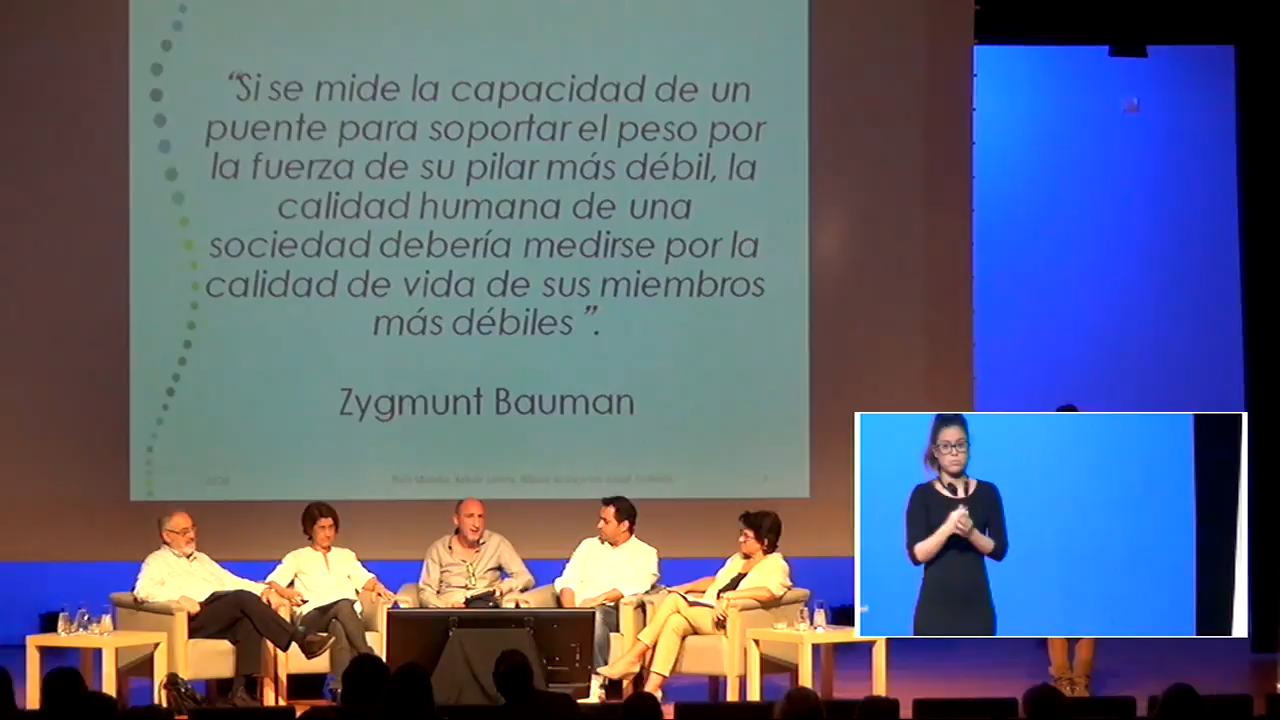 “Si se mide la capacidad de un
puente para soportar el peso por
la fuerza de su pilar más débil, la
calidad humana de una
sociedad debería medirse por la
calidad de vida de sus miembros
más débiles ”.
Zygmunt Bauman